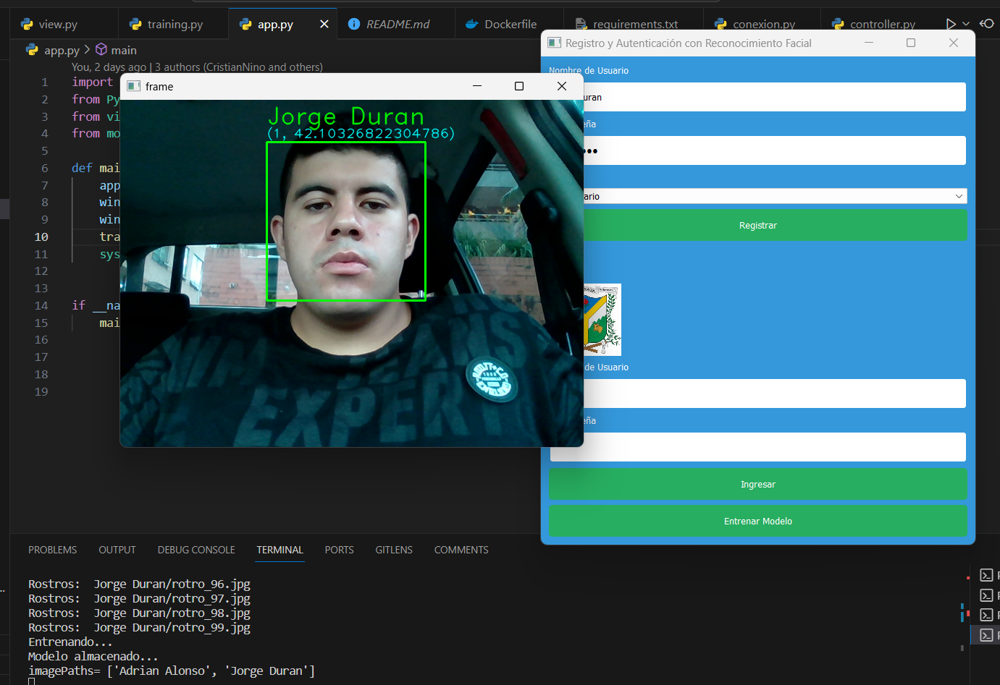 view.py
training.py
app.py
README.md
Dockerfile
requirements.txt
conexion.py
controller.py
app.py > main
You, 2 days ago | 3 authors (CristianNino and others)
1 import
2 from Py
3 from vi
4 from mo
5
6 def mai
7 app
8 win
9 win
10 tra
11 sys
12
13
14 if __na
15 mai
16
17
18
19
frame
Jorge Duran
(1, 42.10326822304786)
EXPERT
Registro y Autenticación con Reconocimiento Facial
Nombre de Usuario
uran
eña
•••
ario
Registrar
de Usuario
eña
Ingresar
Entrenar Modelo
PROBLEMS
OUTPUT
DEBUG CONSOLE
TERMINAL
PORTS
GITLENS
COMMENTS
Rostros:  Jorge Duran/rotro_96.jpg
Rostros:  Jorge Duran/rotro_97.jpg
Rostros:  Jorge Duran/rotro_98.jpg
Rostros:  Jorge Duran/rotro_99.jpg
Entrenando...
Modelo almacenado...
imagePaths= ['Adrian Alonso', 'Jorge Duran']